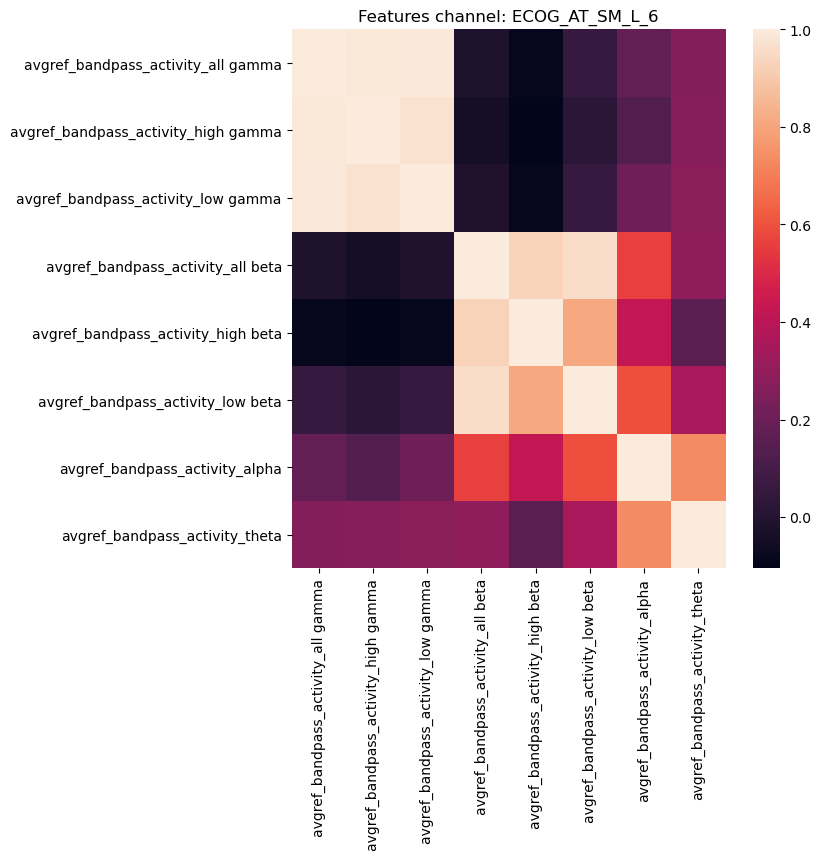 Features channel: ECOG_AT_SM_L_6
avgref_bandpass_activity_all gamma
avgref_bandpass_activity_high gamma
avgref_bandpass_activity_low gamma
avgref_bandpass_activity_all beta
avgref_bandpass_activity_high beta
avgref_bandpass_activity_low beta
avgref_bandpass_activity_alpha
avgref_bandpass_activity_theta
avgref_bandpass_activity_all gamma
avgref_bandpass_activity_high gamma
avgref_bandpass_activity_low gamma
avgref_bandpass_activity_all beta
avgref_bandpass_activity_high beta
avgref_bandpass_activity_low beta
avgref_bandpass_activity_alpha
avgref_bandpass_activity_theta
1.0
0.8
0.6
0.4
0.2
0.0